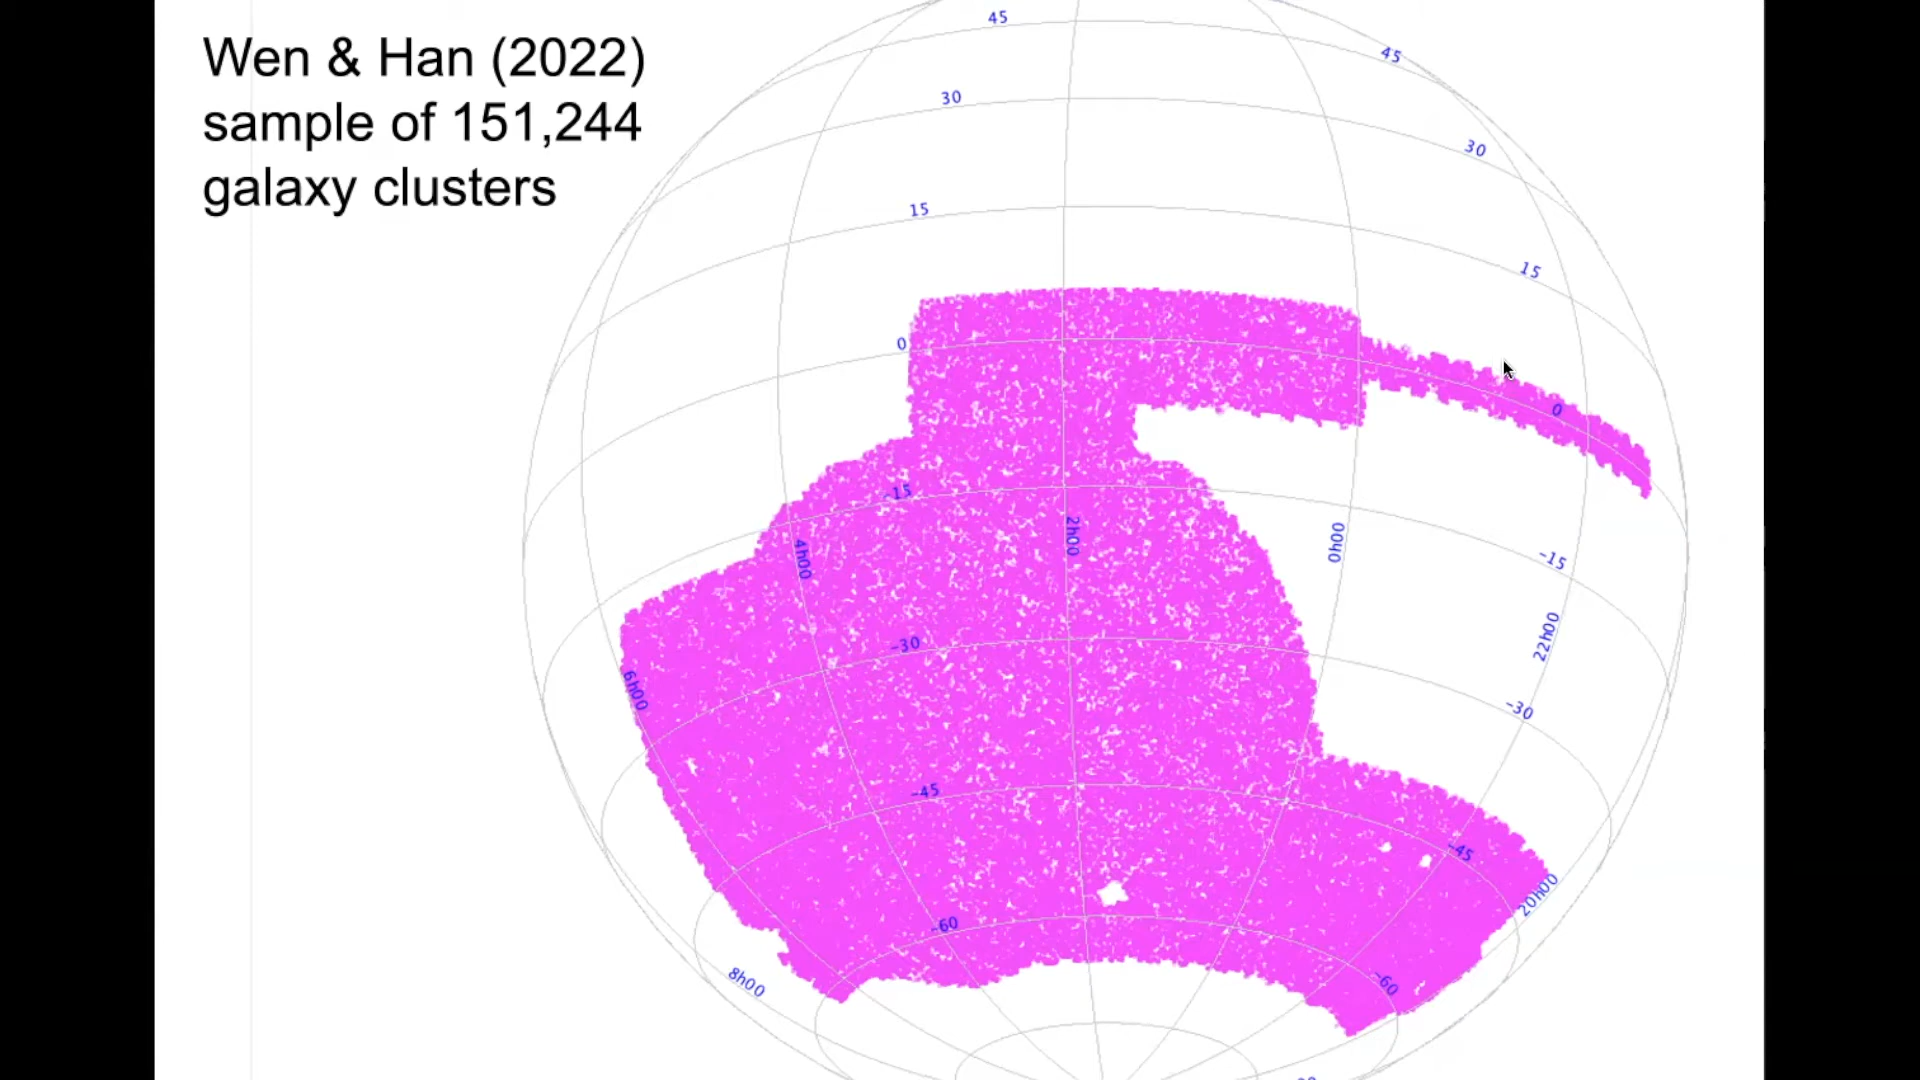 Wen & Han (2022)
sample of 151,244
galaxy clusters
45
45
30
30
15
15
0
0
-15
2h00
0h00
4h00
-15
22h00
-30
6h00
-30
-45
-45
20h00
-60
8h00
-60